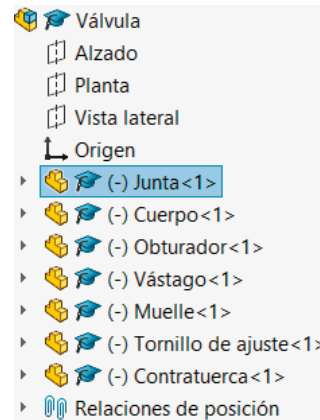 Válvula
Alzado
Planta
Vista lateral
Origen
(-) Junta<1>
(-) Cuerpo<1>
(-) Obturador<1>
(-) Vástago<1>
(-) Muelle<1>
(-) Tornillo de ajuste<1>
(-) Contratuerca<1>
Relaciones de posición